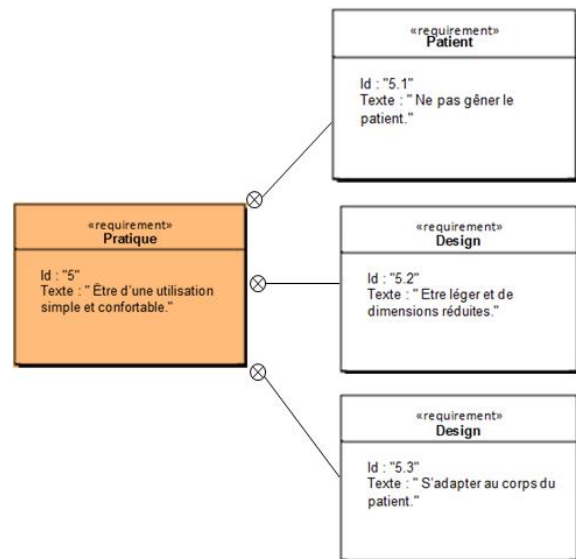 «requirement»
Patient
Id : "5.1"
Texte : " Ne pas gêner le
patient."
«requirement»
Pratique
Id : "5"
Texte : " Être d'une utilisation
simple et confortable."
«requirement»
Design
Id : "5.2"
Texte : " Etre léger et de
dimensions réduites."
«requirement»
Design
Id : "5.3"
Texte : " S'adapter au corps du
patient."